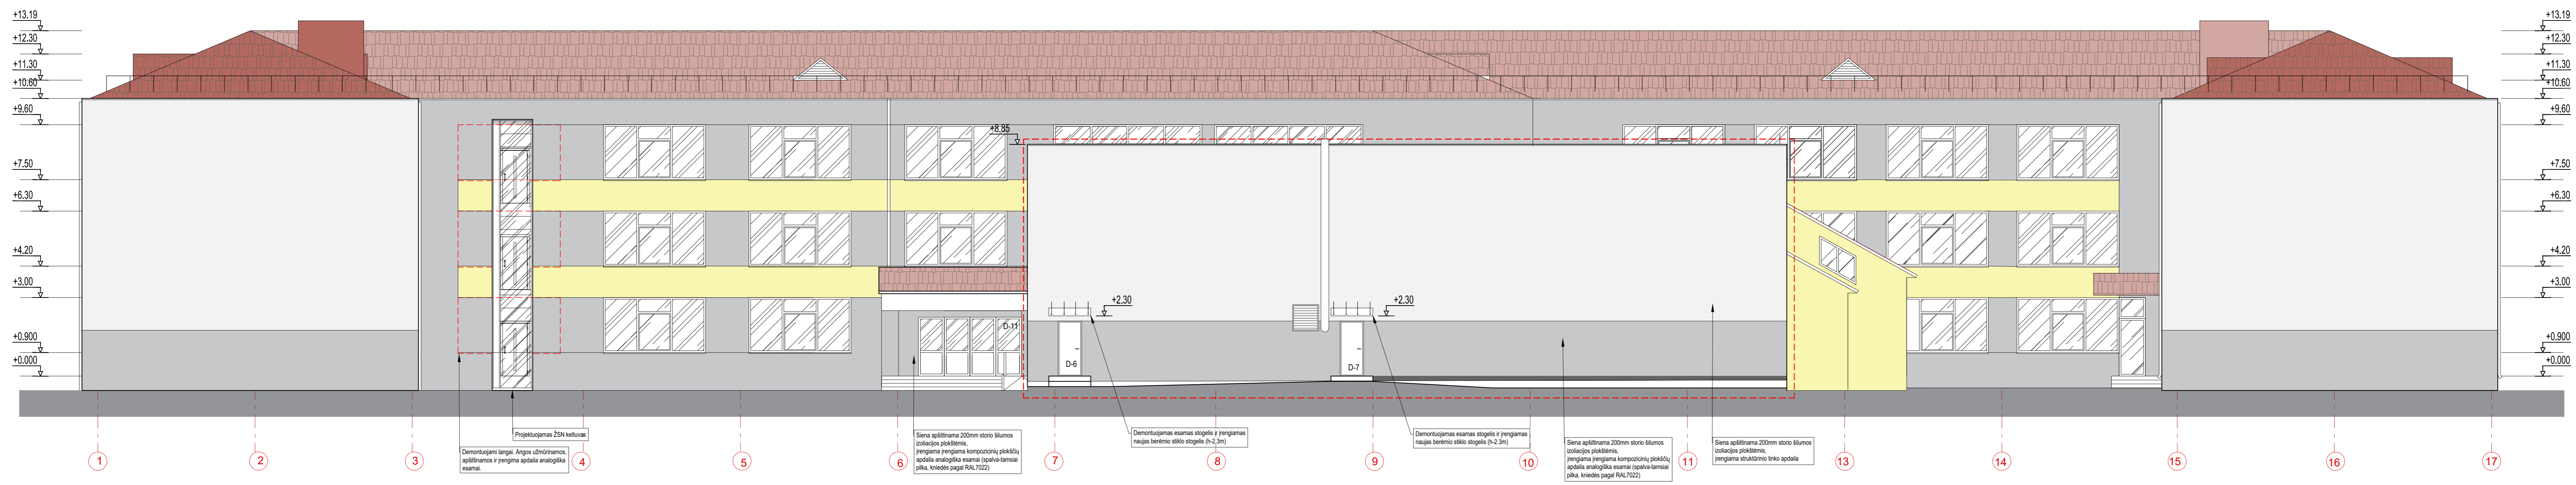 +13.19
+12.30
+11.30
+10.60
+9.60
+7.50
+6.30
+4.20
+3.00
+0.900
+0.000
+8.85
+2.30
+2.30
D-11
D-6
D-7
+13.19
+12.30
+11.30
+10.60
+9.60
+7.50
+6.30
+4.20
+3.00
+0.900
+0.000
Demontuojami langai. Angos užmūrinamos,
apšiltinamos ir įrengima apdaila analogiška
esamai.
Projektuojamas ŽSN keltuvas
Siena apšiltinama 200mm storio šilumos
izoliacijos plokštėmis,
įrengiama įrengiama kompozicinių plokščių
apdaila analogiška esamai (spalva-tamsiai
pilka, kniedės pagal RAL7022)
Demontuojamas esamas stogelis ir įrengiamas
naujas berėmio stiklo stogelis (h-2.3m)
Demontuojamas esamas stogelis ir įrengiamas
naujas berėmio stiklo stogelis (h-2.3m)
Siena apšiltinama 200mm storio šilumos
izoliacijos plokštėmis,
įrengiama įrengiama kompozicinių plokščių
apdaila analogiška esamai (spalva-tamsiai
pilka, kniedės pagal RAL7022)
Siena apšiltinama 200mm storio šilumos
izoliacijos plokštėmis,
įrengiama struktūrinio tinko apdaila
1
2
3
4
5
6
7
8
9
10
11
13
14
15
16
17